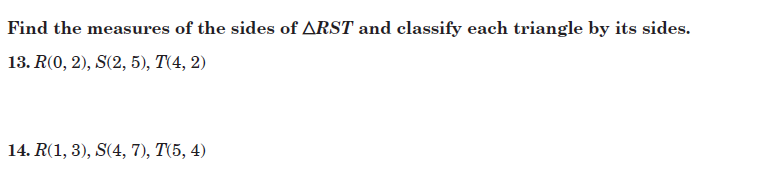 Find the measures of the sides of △RST and classify each triangle by its sides.
13. R(0, 2), S(2, 5), T(4, 2)
14. R(1, 3), S(4, 7), T(5, 4)